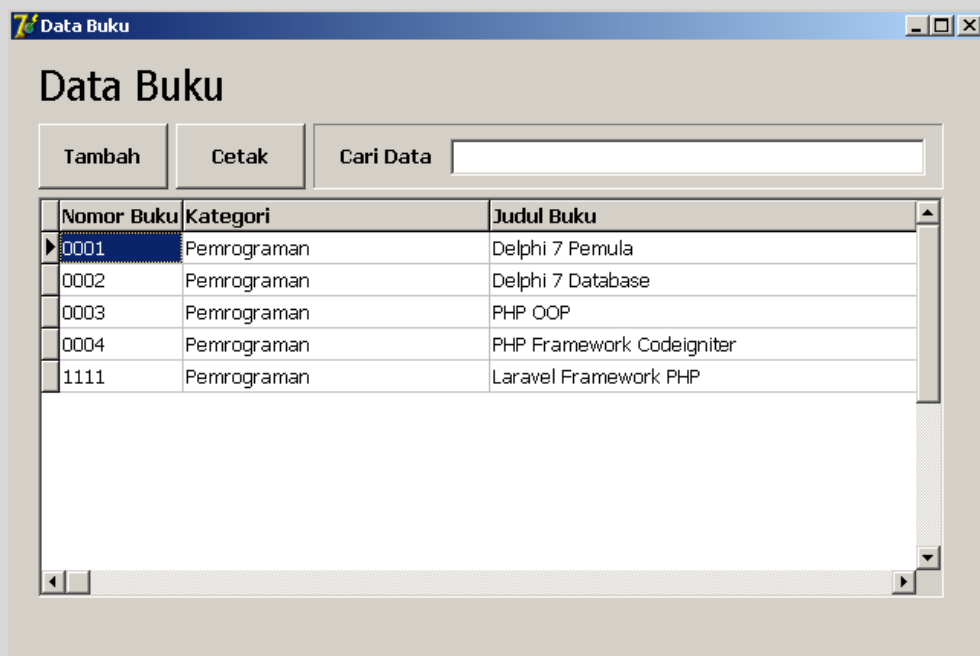 Data Buku
Data Buku
Tambah Cetak Cari Data
Nomor Buku Kategori Judul Buku
0001 Pemrograman Delphi 7 Pemula
0002 Pemrograman Delphi 7 Database
0003 Pemrograman PHP OOP
0004 Pemrograman PHP Framework Codeigniter
1111 Pemrograman Laravel Framework PHP